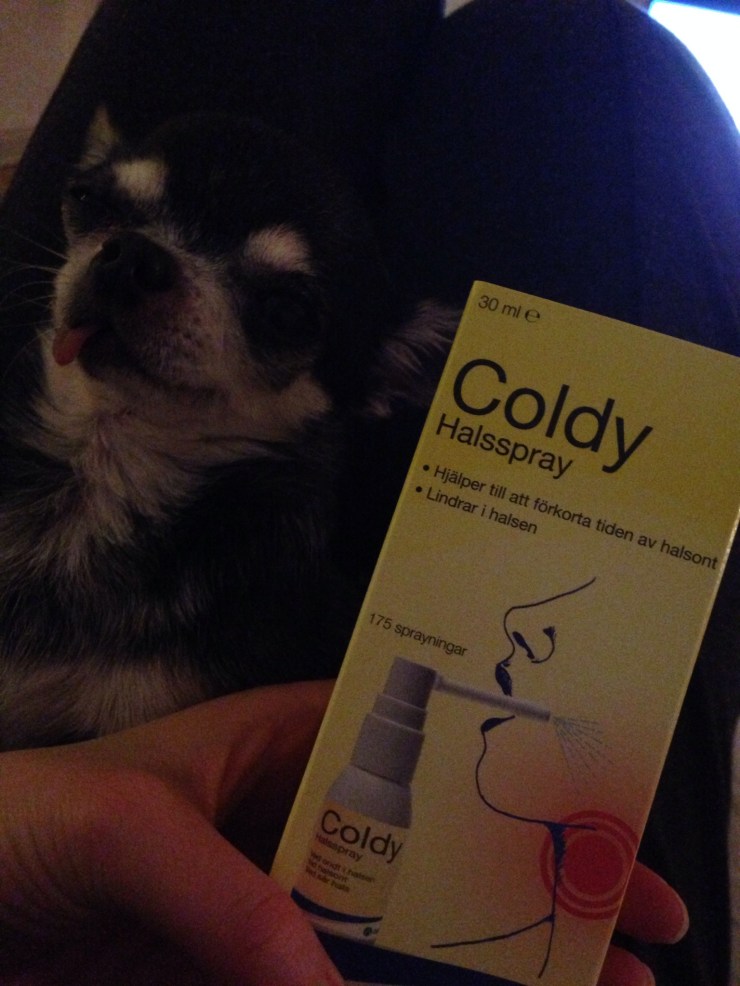 30 ml e
Coldy
Halsspray
• Hjälper till att förkorta tiden av halsont
• Lindrar i halsen
175 sprayningar
Coldy
Halsspray